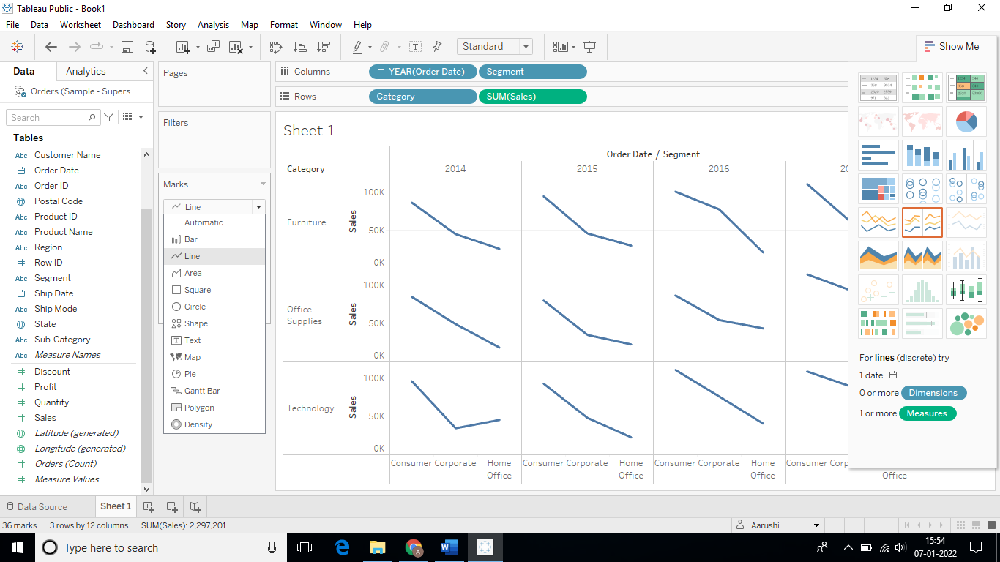 Tableau Public - Book1
File Data Worksheet Dashboard Story Analysis Map Format Window Help
Standard
Show Me
Data Analytics
Orders (Sample - Supers...
Search
Tables
Abc Customer Name
Order Date
Abc Order ID
Postal Code
Abc Product ID
Abc Product Name
Abc Region
# Row ID
Abc Segment
Ship Date
Abc Ship Mode
State
Abc Sub-Category
Abc Measure Names
# Discount
# Profit
# Quantity
# Sales
Latitude (generated)
Longitude (generated)
# Orders (Count)
# Measure Values
Pages
Filters
Marks
Line
Automatic
Bar
Line
Area
Square
Circle
Shape
Text
Map
Pie
Gantt Bar
Polygon
Density
Columns YEAR(Order Date) Segment
Rows Category SUM(Sales)
Sheet 1
Order Date / Segment
Category 2014 2015 2016 20
Furniture
Sales
100K
50K
0K
Office
Supplies
Sales
100K
50K
0K
Technology
Sales
100K
50K
0K
Consumer Corporate Home Office Consumer Corporate Home Office Consumer Corporate Home Office Consumer Corp
Office
For lines (discrete) try
1 date
0 or more Dimensions
1 or more Measures
Data Source Sheet 1
36 marks 3 rows by 12 columns SUM(Sales): 2,297,201
Aarushi
Type here to search
15:54
07-01-2022